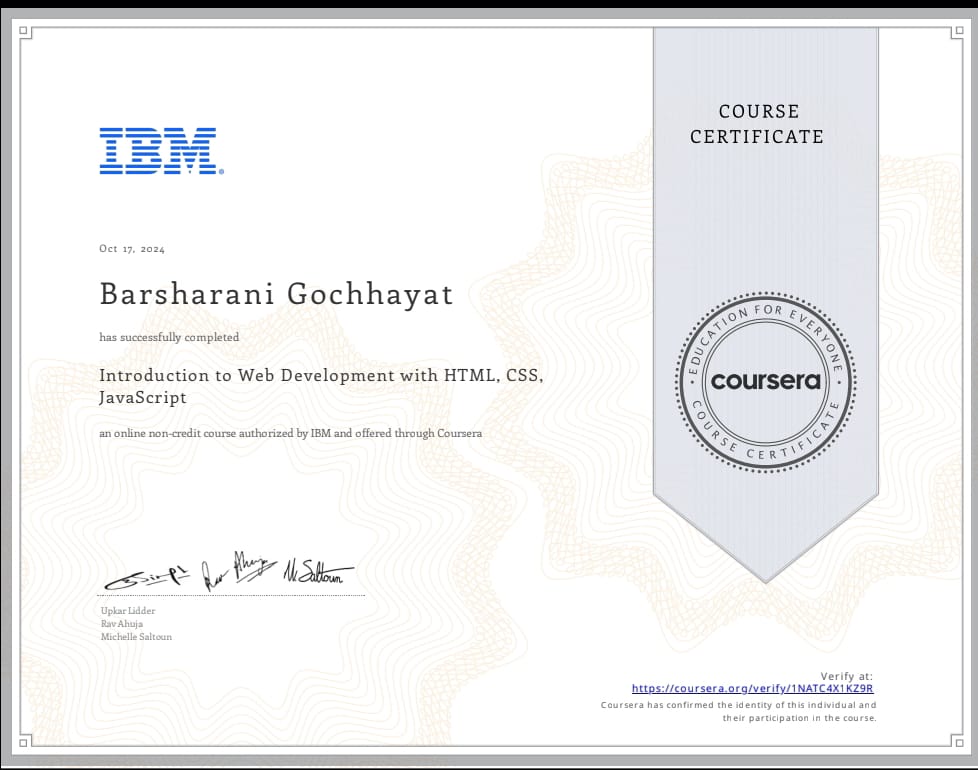 IBM
Oct 17, 2024
Barsharani Gochhayat
has successfully completed
Introduction to Web Development with HTML, CSS,
JavaScript
an online non-credit course authorized by IBM and offered through Coursera
Upkar Lidder
Rav Ahuja
Michelle Saltoun
COURSE
CERTIFICATE
EDUCATION FOR EVERYONE
coursera
COURSE CERTIFICATE
Verify at:
https://coursera.org/verify/1NATC4X1KZ9R
Coursera has confirmed the identity of this individual and
their participation in the course.